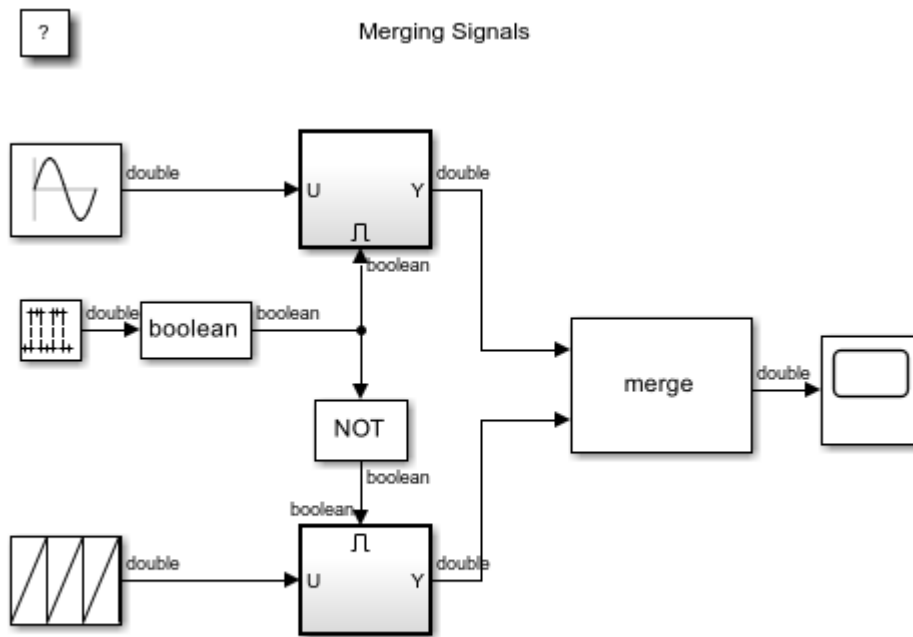 ?
Merging Signals
double
U
Y
double
boolean
double
boolean
boolean
merge
double
NOT
boolean
boolean
double
U
Y
double